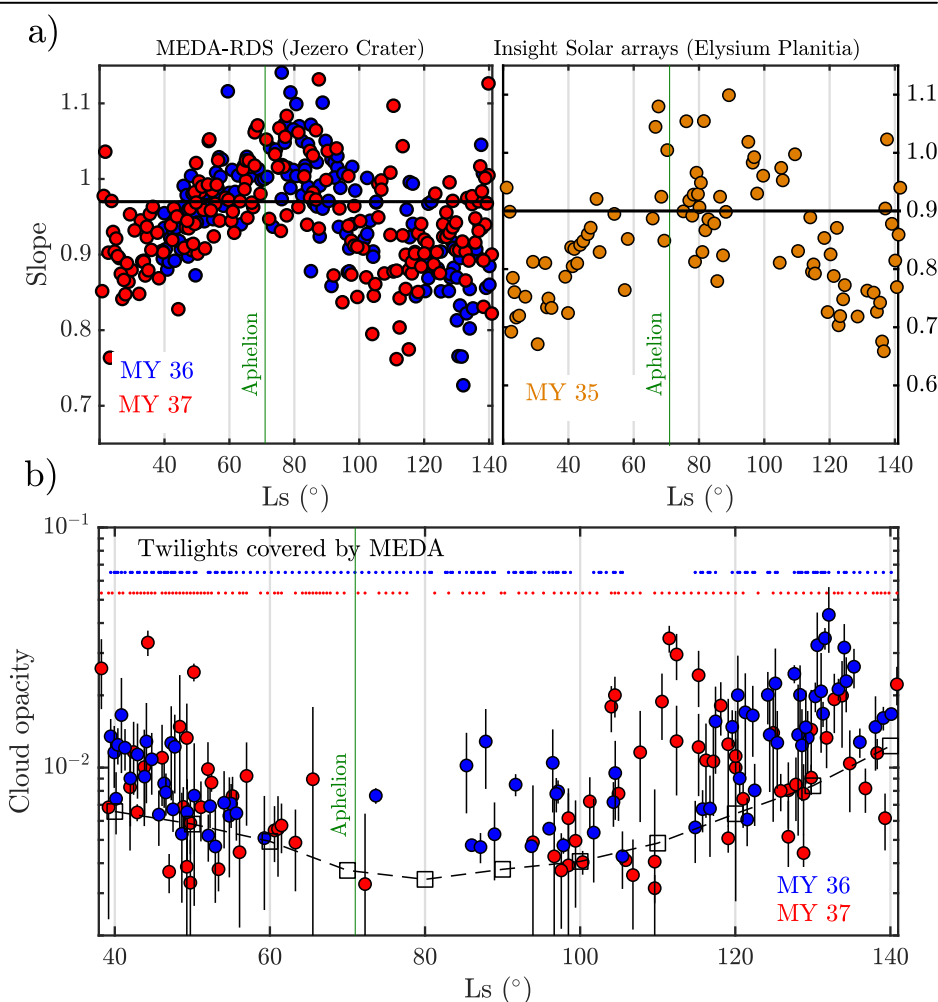 a)
MEDA-RDS (Jezero Crater)
Insight Solar arrays (Elysium Planitia)
1.1
1
0.9
0.8
0.7
Slope
Aphelion
MY 36
MY 37
20 40 60 80 100 120 140
Ls (°)
1.1
1.0
0.9
0.8
0.7
0.6
Aphelion
MY 35
20 40 60 80 100 120 140
Ls (°)
b)
10⁻¹
10⁻²
Cloud opacity
Twilights covered by MEDA
Aphelion
MY 36
MY 37
40 60 80 100 120 140
Ls (°)